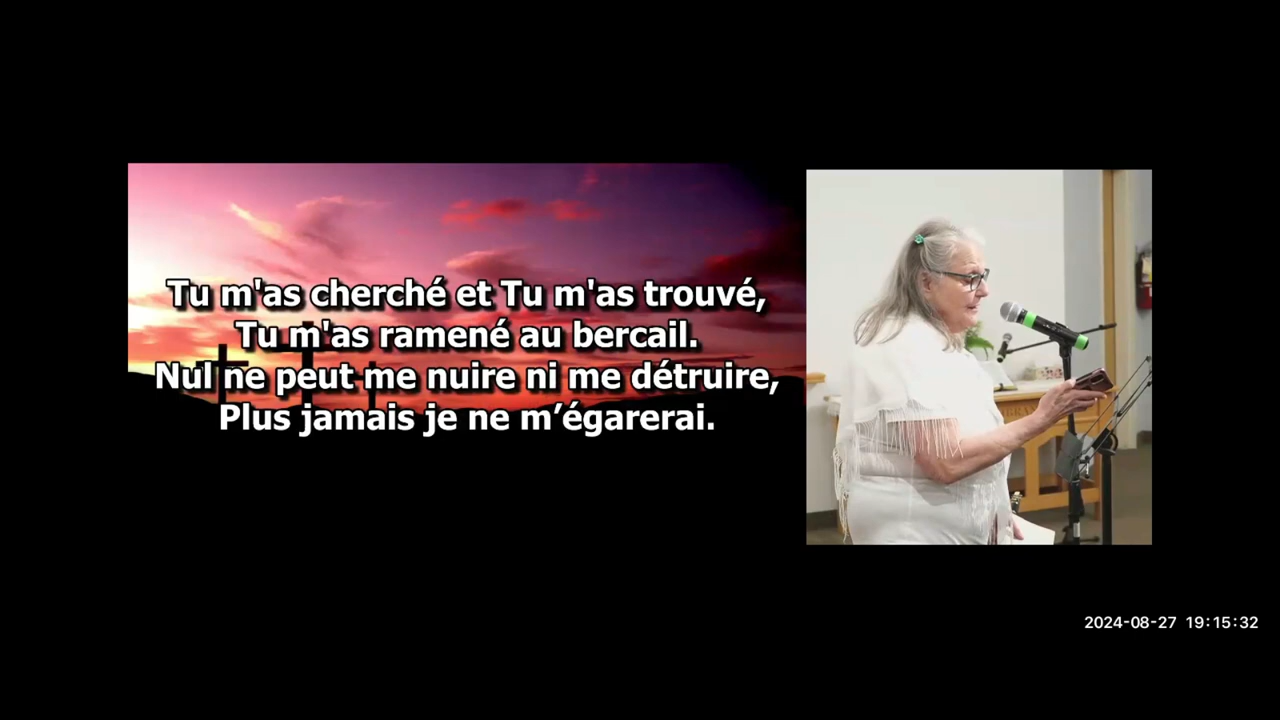 Tu m'as cherché et Tu m'as trouvé,
Tu m'as ramené au bercail.
Nul ne peut me nuire ni me détruire,
Plus jamais je ne m’égarerai.
2024-08-27 19:15:32